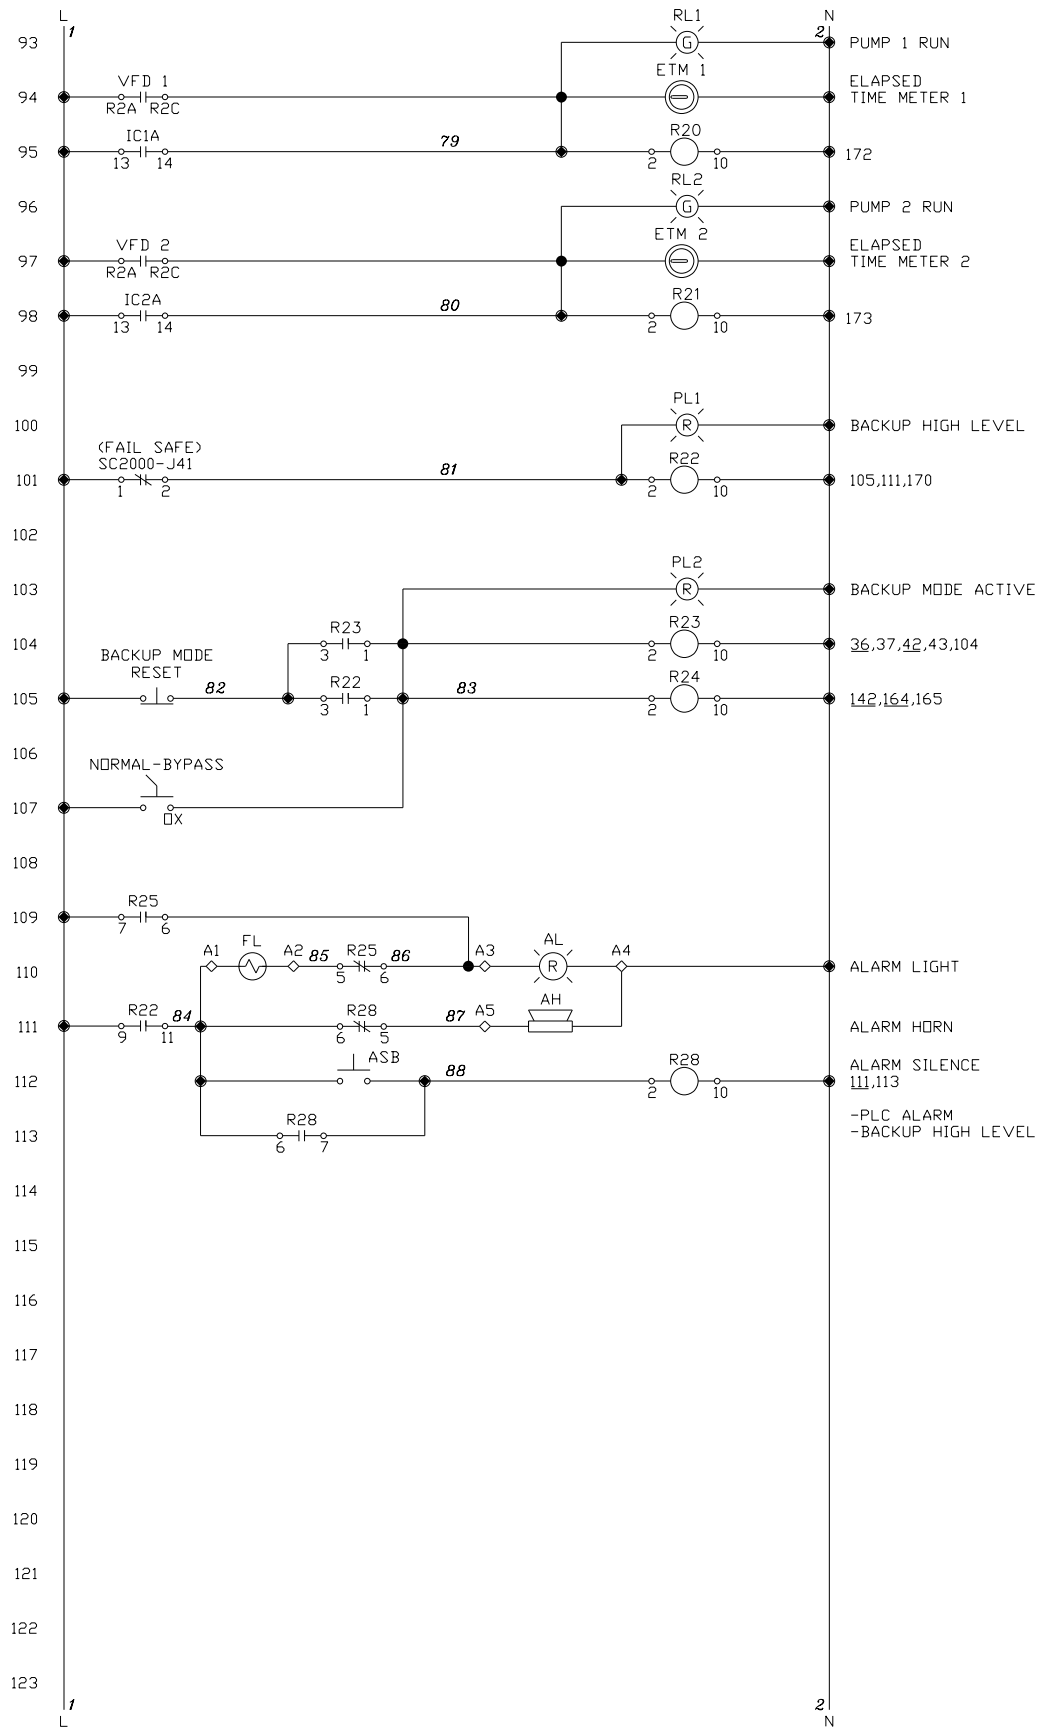 L N
1 2
RL1
93 G PUMP 1 RUN
VFD 1 ETM 1 ELAPSED
94 TIME METER 1
R2A R2C
IC1A 79 R20
95 13 14 2 10 172
RL2
96 G PUMP 2 RUN
VFD 2 ETM 2 ELAPSED
97 TIME METER 2
R2A R2C
IC2A 80 R21
98 13 14 2 10 173
99
PL1
100 R BACKUP HIGH LEVEL
(FAIL SAFE)
SC2000-J41 81 R22
101 1 2 2 10 105,111,170
102
PL2
103 R BACKUP MODE ACTIVE
R23 R23
104 3 1 2 10 36,37,42,43,104
BACKUP MODE
RESET 82 R22 83 R24
105 3 1 2 10 142,164,165
106
NORMAL-BYPASS
107 OX
108
R25
109 7 6
A1 FL A2 85 R25 86 A3 AL A4
110 5 6 R ALARM LIGHT
R22 84 R28 87 A5 AH
111 9 11 6 5 ALARM HORN
ASB 88 R28 ALARM SILENCE
112 2 10 111,113
R28 -PLC ALARM
113 6 7 -BACKUP HIGH LEVEL
114
115
116
117
118
119
120
121
122
123
1 2
L N